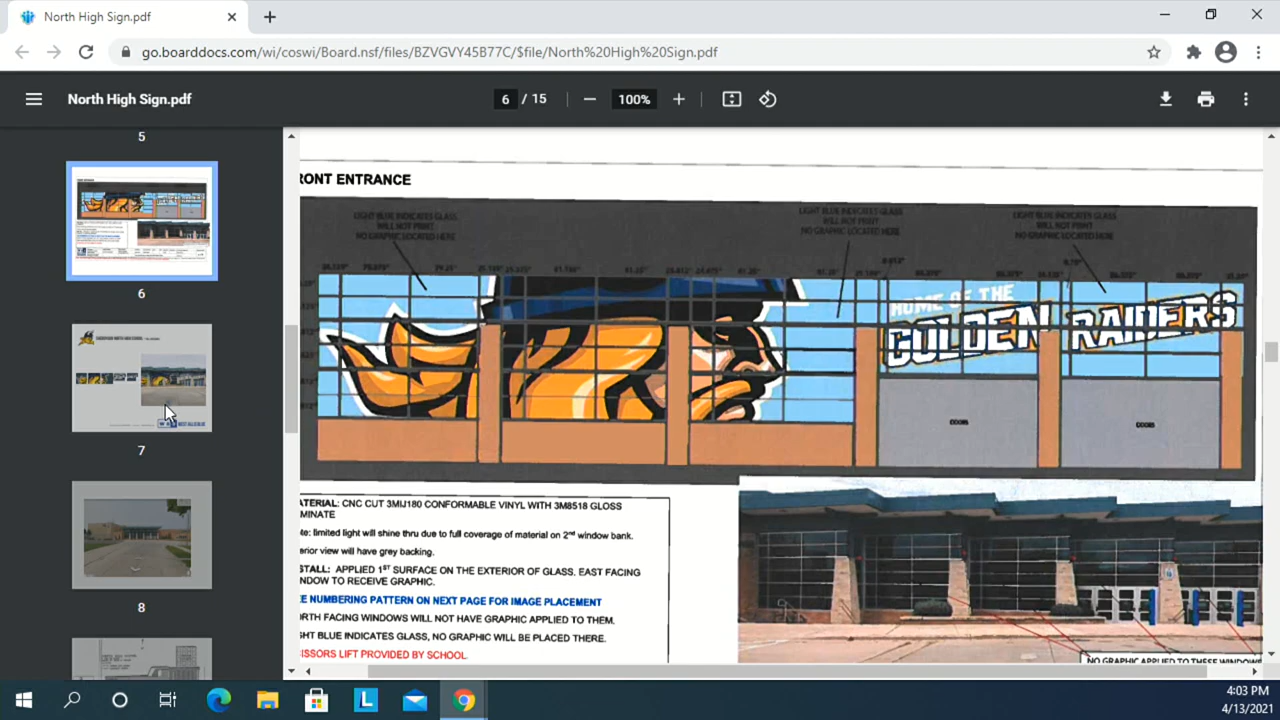 North High Sign.pdf
go.boarddocs.com/wi/coswi/Board.nsf/files/BZVGVY45B77C/$file/North%20High%20Sign.pdf
North High Sign.pdf
6 / 15
100%
5
6
7
8
RONT ENTRANCE
LIGHT BLUE INDICATES GLASS
WILL NOT PRINT
NO GRAPHIC LOCATED HERE
LIGHT BLUE INDICATES GLASS
WILL NOT PRINT
NO GRAPHIC LOCATED HERE
LIGHT BLUE INDICATES GLASS
WILL NOT PRINT
NO GRAPHIC LOCATED HERE
HOME OF THE
GOLDEN RAIDERS
DOORS
DOORS
ATERIAL: CNC CUT 3MIJ180 CONFORMABLE VINYL WITH 3M8518 GLOSS
MINATE
te: limited light will shine thru due to full coverage of material on 2nd window bank.
erior view will have grey backing.
STALL: APPLIED 1ST SURFACE ON THE EXTERIOR OF GLASS. EAST FACING
NDOW TO RECEIVE GRAPHIC.
E NUMBERING PATTERN ON NEXT PAGE FOR IMAGE PLACEMENT
ORTH FACING WINDOWS WILL NOT HAVE GRAPHIC APPLIED TO THEM.
GHT BLUE INDICATES GLASS, NO GRAPHIC WILL BE PLACED THERE.
ISSORS LIFT PROVIDED BY SCHOOL
NO GRAPHIC APPLIED TO THESE WINDOWS
4:03 PM
4/13/2021